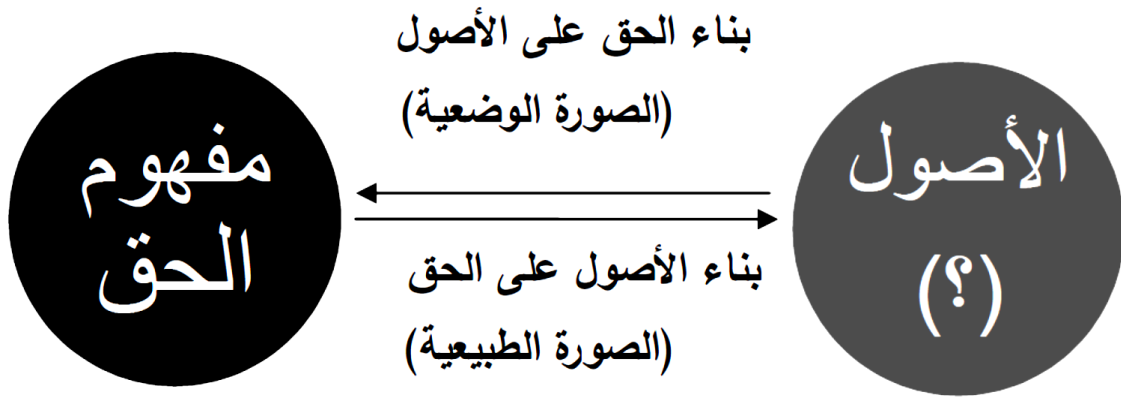 بناء الحق على الأصول
(الصورة الوضعية)
الأصول
(؟)
مفهوم
الحق
بناء الأصول على الحق
(الصورة الطبيعية)